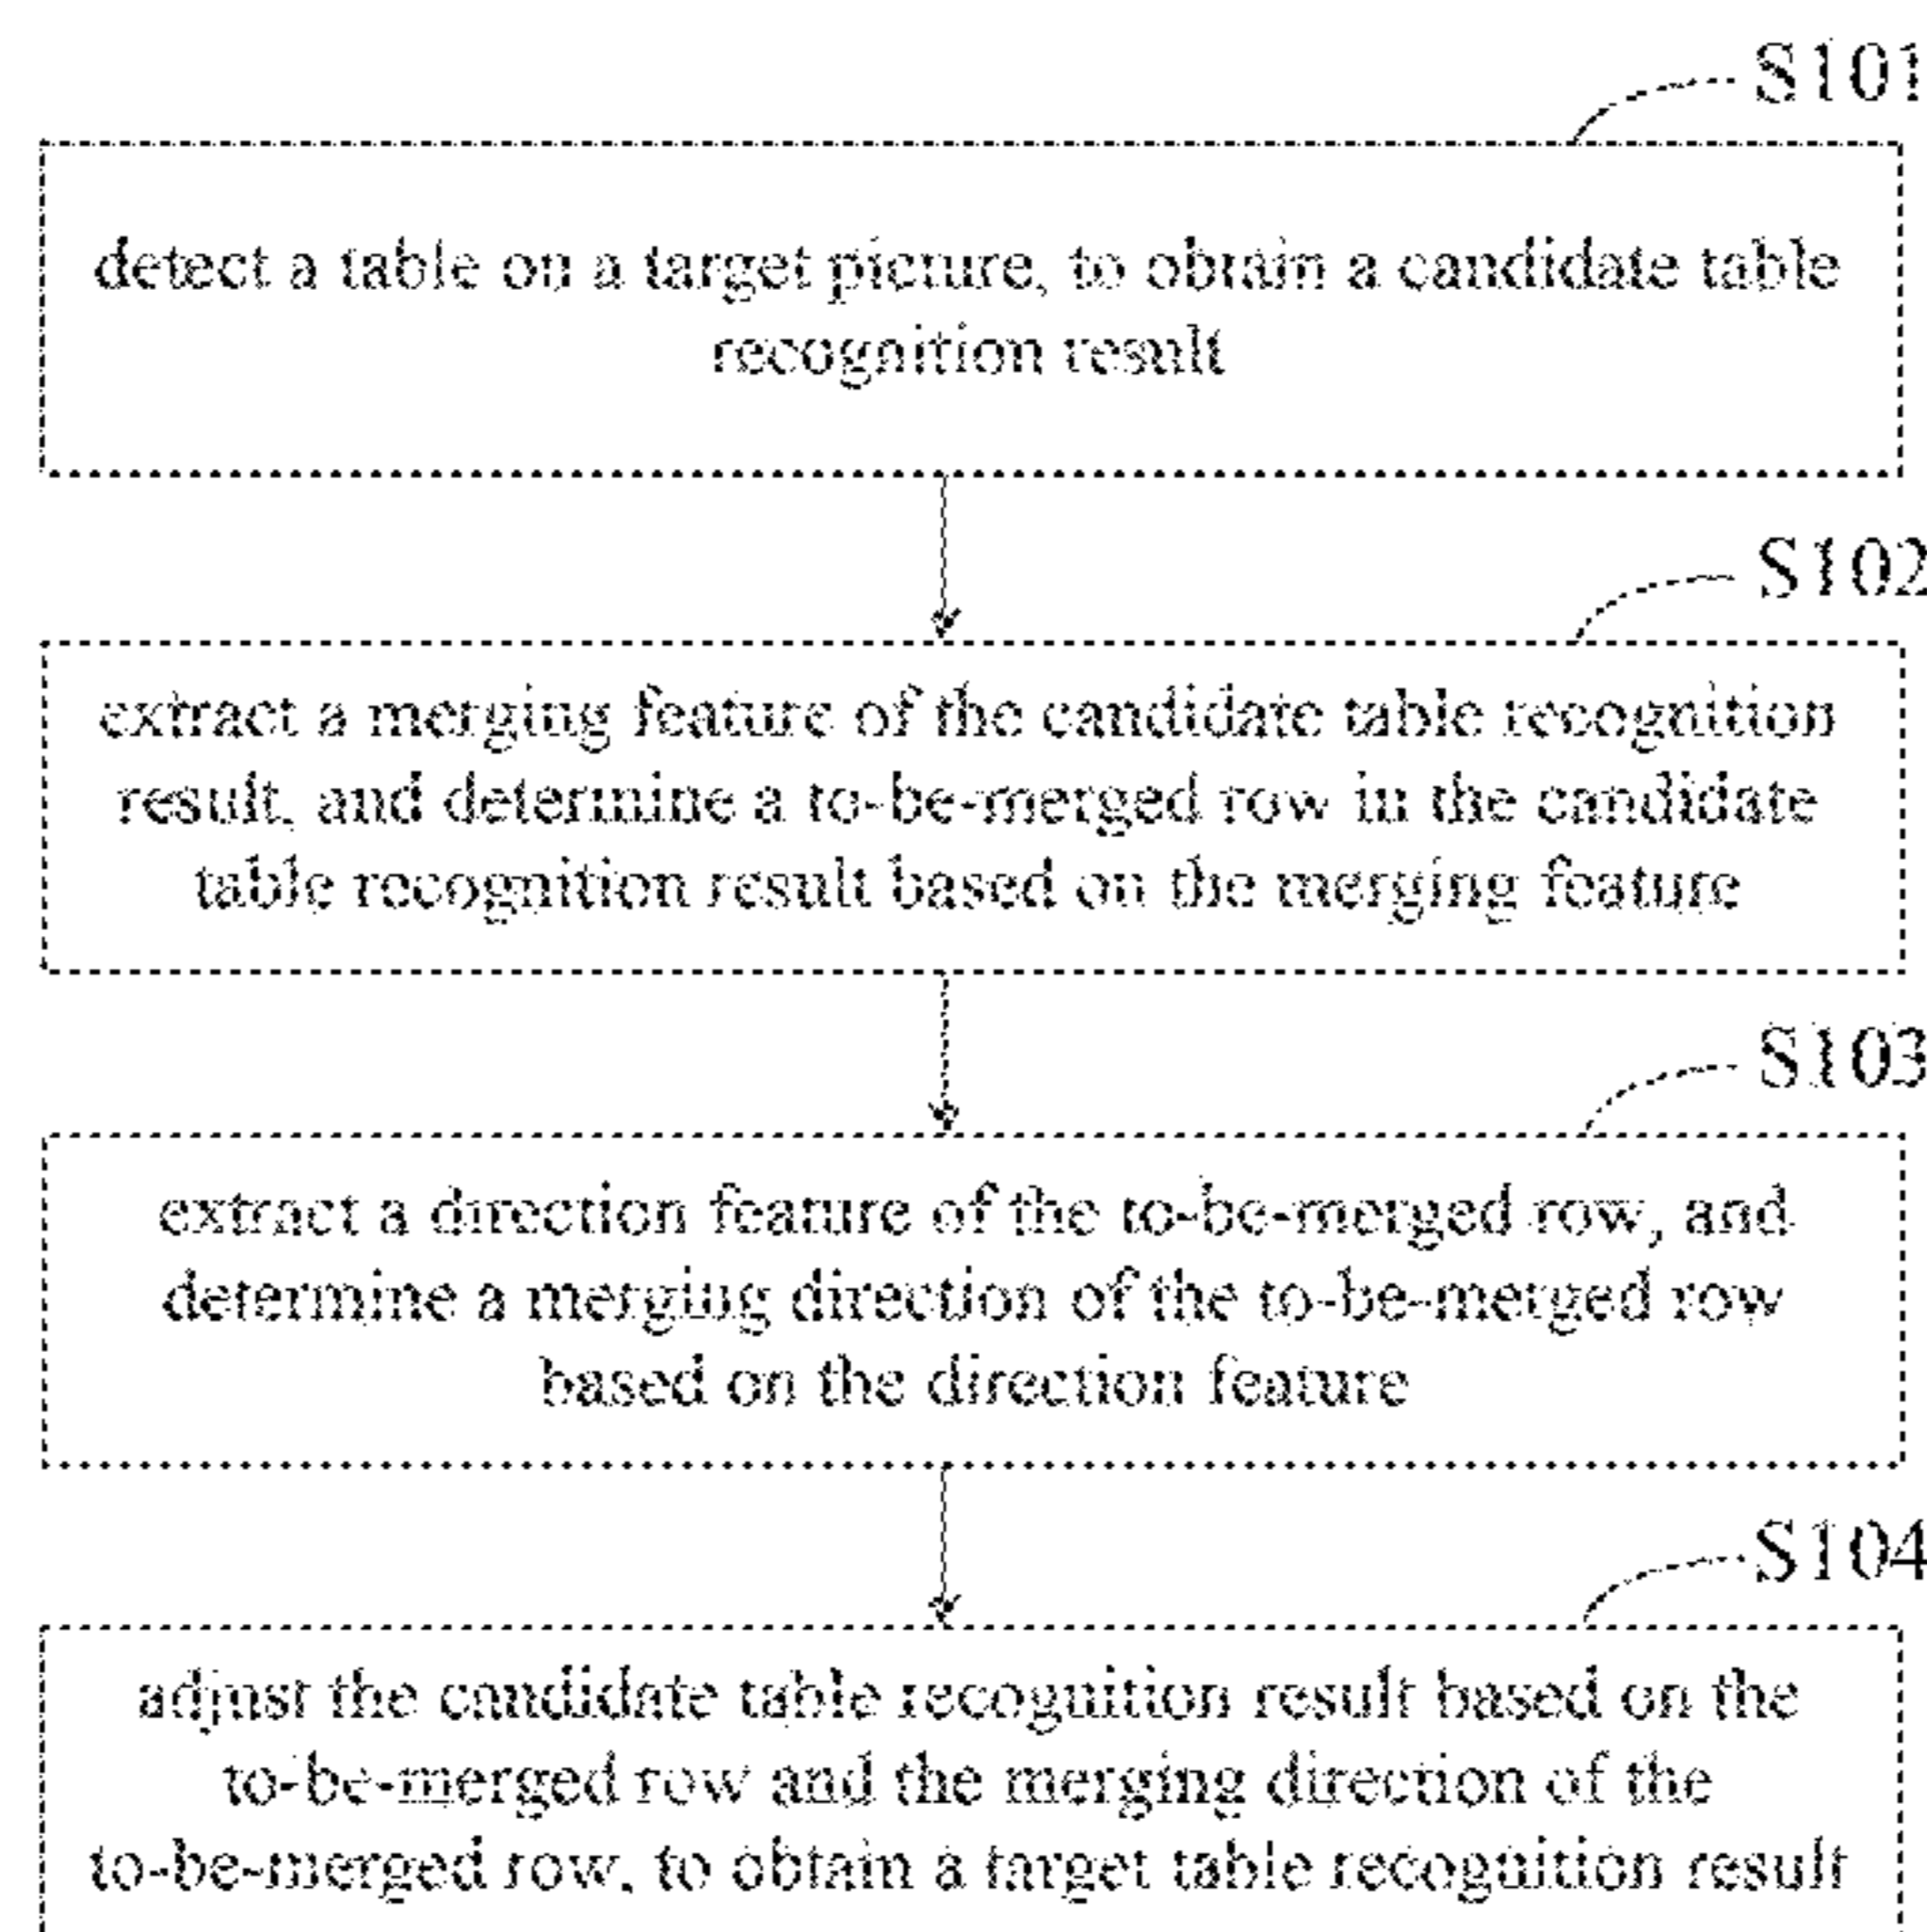 S101
detect a table on a target picture, to obtain a candidate table
recognition result
S102
extract a merging feature of the candidate table recognition
result, and determine a to-be-merged row in the candidate
table recognition result based on the merging feature
S103
extract a direction feature of the to-be-merged row, and
determine a merging direction of the to-be-merged row
based on the direction feature
S104
adjust the candidate table recognition result based on the
to-be-merged row and the merging direction of the
to-be-merged row, to obtain a target table recognition result